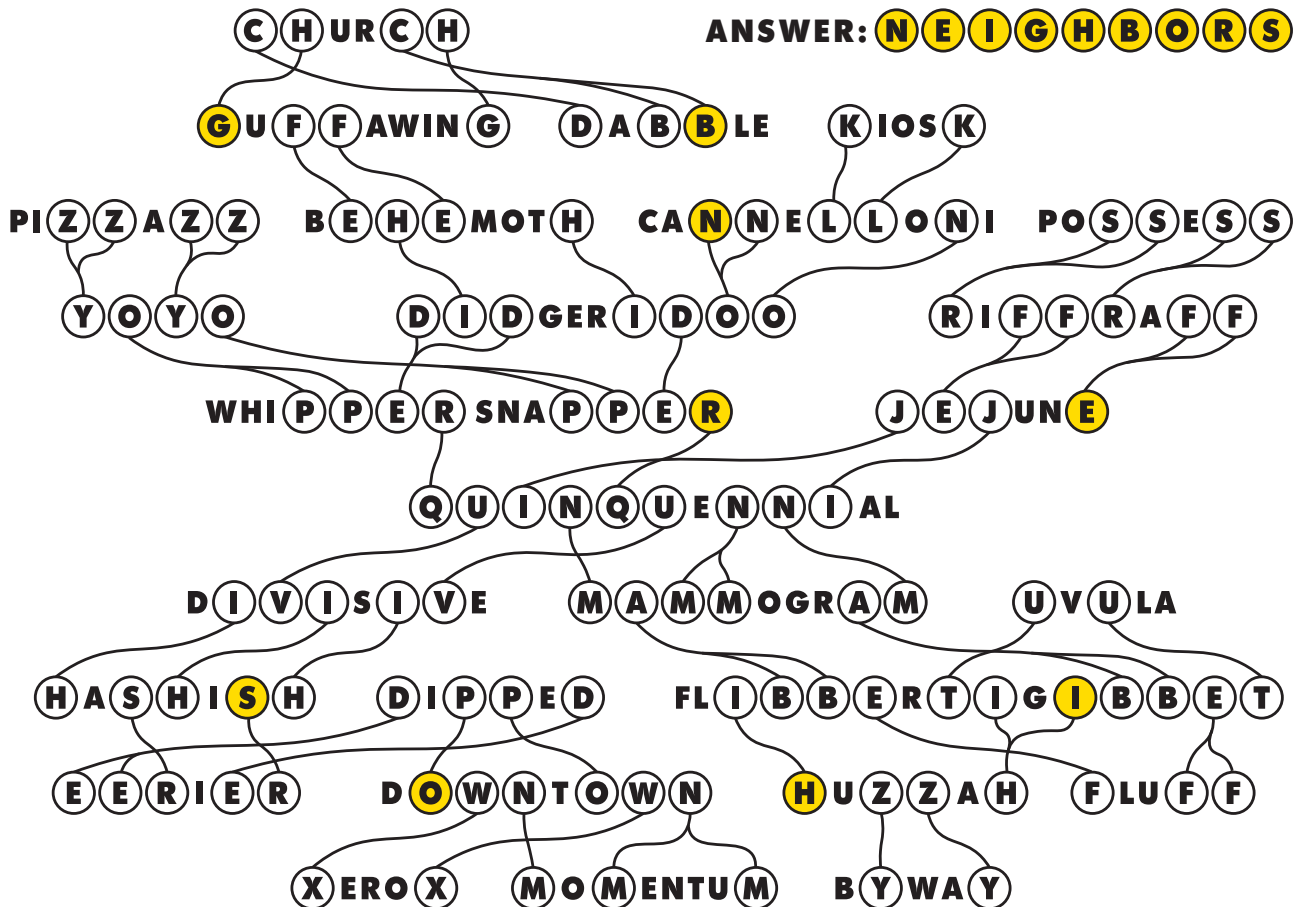 CHURCH ANSWER: NEIGHBORS
GUFFAWING DABBLE KIOSK
PIZZAZZ BEHEMOTH CANNELLONI POSSESS
YOYO DIDGERIDOO RIFFRAFF
WHIPPERSNAPPER JEJUNE
QUINQUENNIAL
DIVISIVE MAMMOGRAM UVULA
HASHISH DIPPED FLIBBERTIGIBBET
EERIER DOWNTOWN HUZZAH FLUFF
XEROX MOMENTUM BYWAY